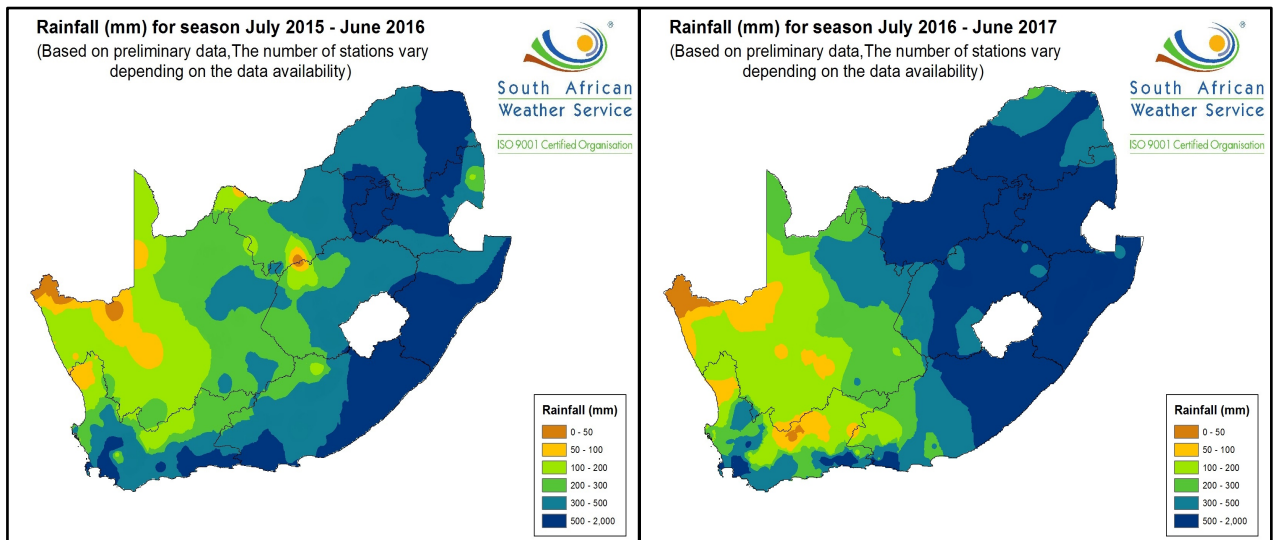 Rainfall (mm) for season July 2015 - June 2016
(Based on preliminary data,The number of stations vary
depending on the data availability)
®
South African
Weather Service
ISO 9001 Certified Organisation
Rainfall (mm)
0 - 50
50 - 100
100 - 200
200 - 300
300 - 500
500 - 2,000
Rainfall (mm) for season July 2016 - June 2017
(Based on preliminary data,The number of stations vary
depending on the data availability)
®
South African
Weather Service
ISO 9001 Certified Organisation
Rainfall (mm)
0 - 50
50 - 100
100 - 200
200 - 300
300 - 500
500 - 2,000